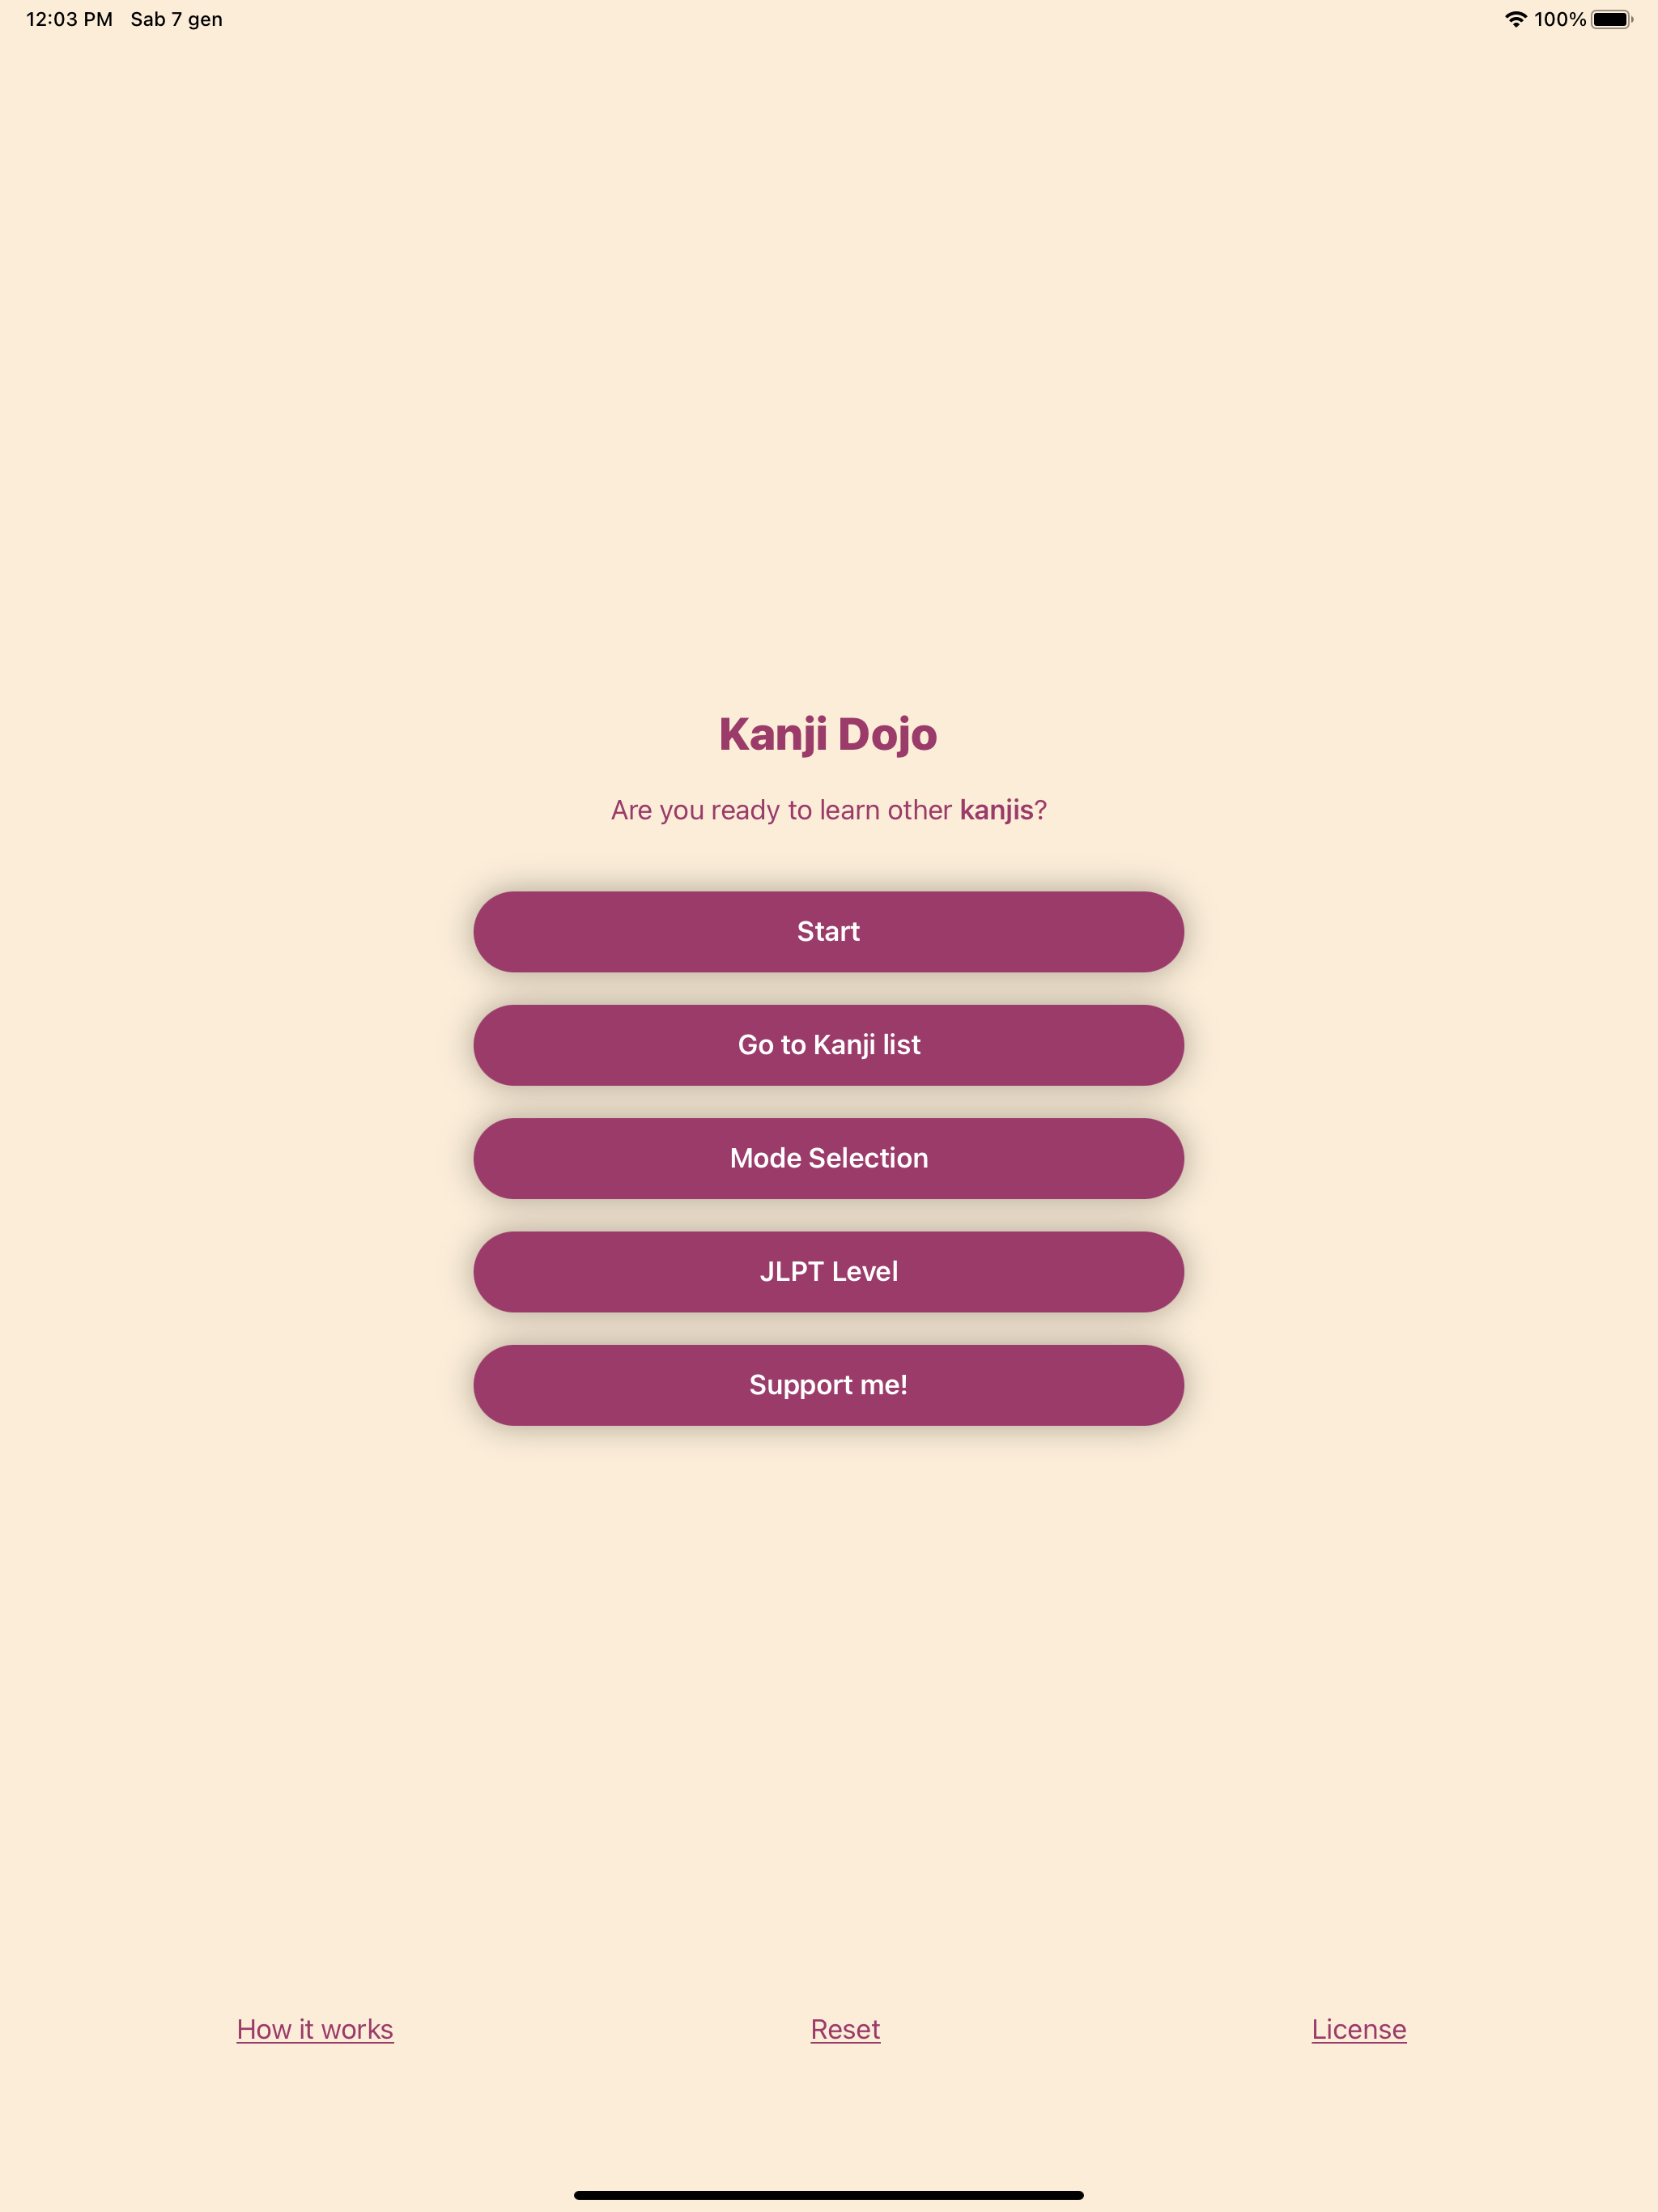 12:03 PM Sab 7 gen 100%
Kanji Dojo
Are you ready to learn other kanjis?
Start
Go to Kanji list
Mode Selection
JLPT Level
Support me!
How it works Reset License